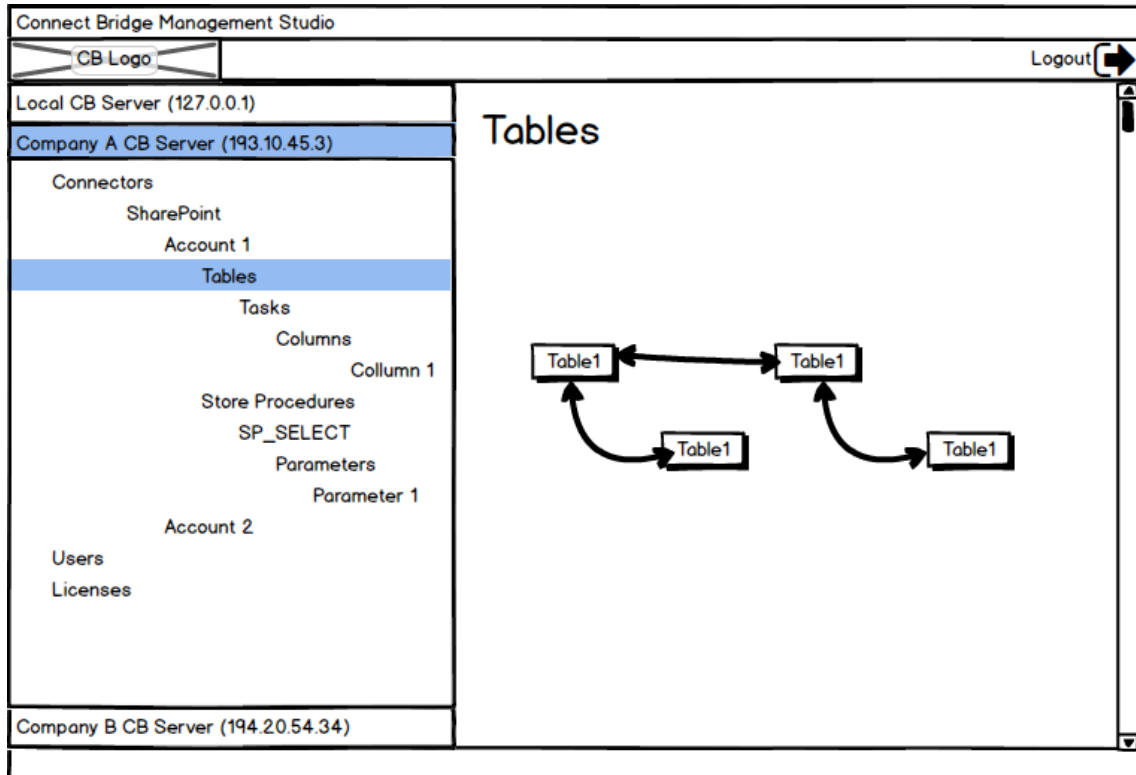 Connect Bridge Management Studio
CB Logo
Logout
Local CB Server (127.0.0.1)
Company A CB Server (193.10.45.3)
Connectors
SharePoint
Account 1
Tables
Tasks
Columns
Collumn 1
Store Procedures
SP_SELECT
Parameters
Parameter 1
Account 2
Users
Licenses
Company B CB Server (194.20.54.34)
Tables
Table1
Table1
Table1
Table1